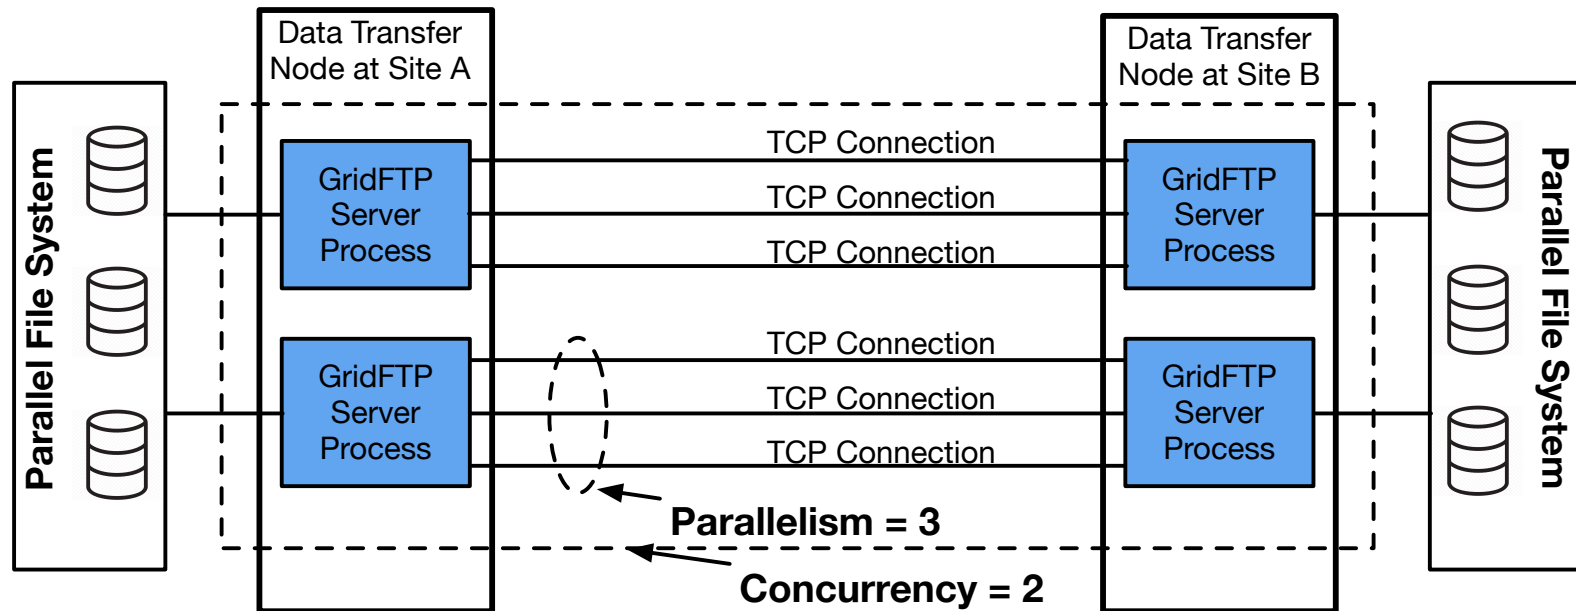 Data Transfer
Node at Site A
Data Transfer
Node at Site B
Parallel File System
GridFTP
Server
Process
TCP Connection
TCP Connection
TCP Connection
GridFTP
Server
Process
Parallel File System
GridFTP
Server
Process
TCP Connection
TCP Connection
TCP Connection
GridFTP
Server
Process
Parallelism = 3
Concurrency = 2